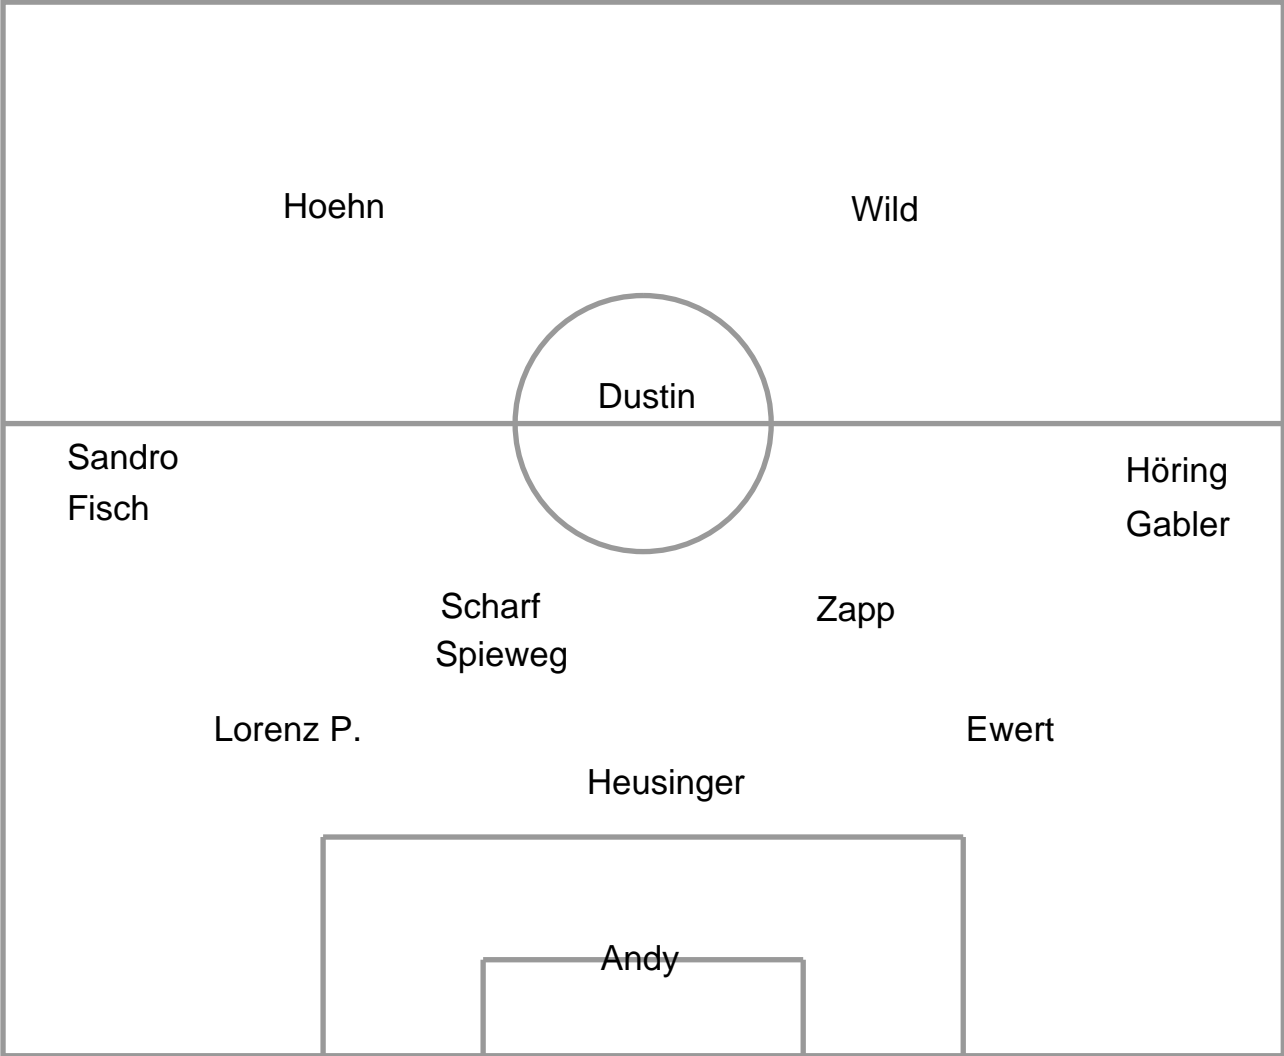 Hoehn
Wild
Dustin
Sandro
Fisch
Höring
Gabler
Scharf
Spieweg
Zapp
Lorenz P.
Ewert
Heusinger
Andy